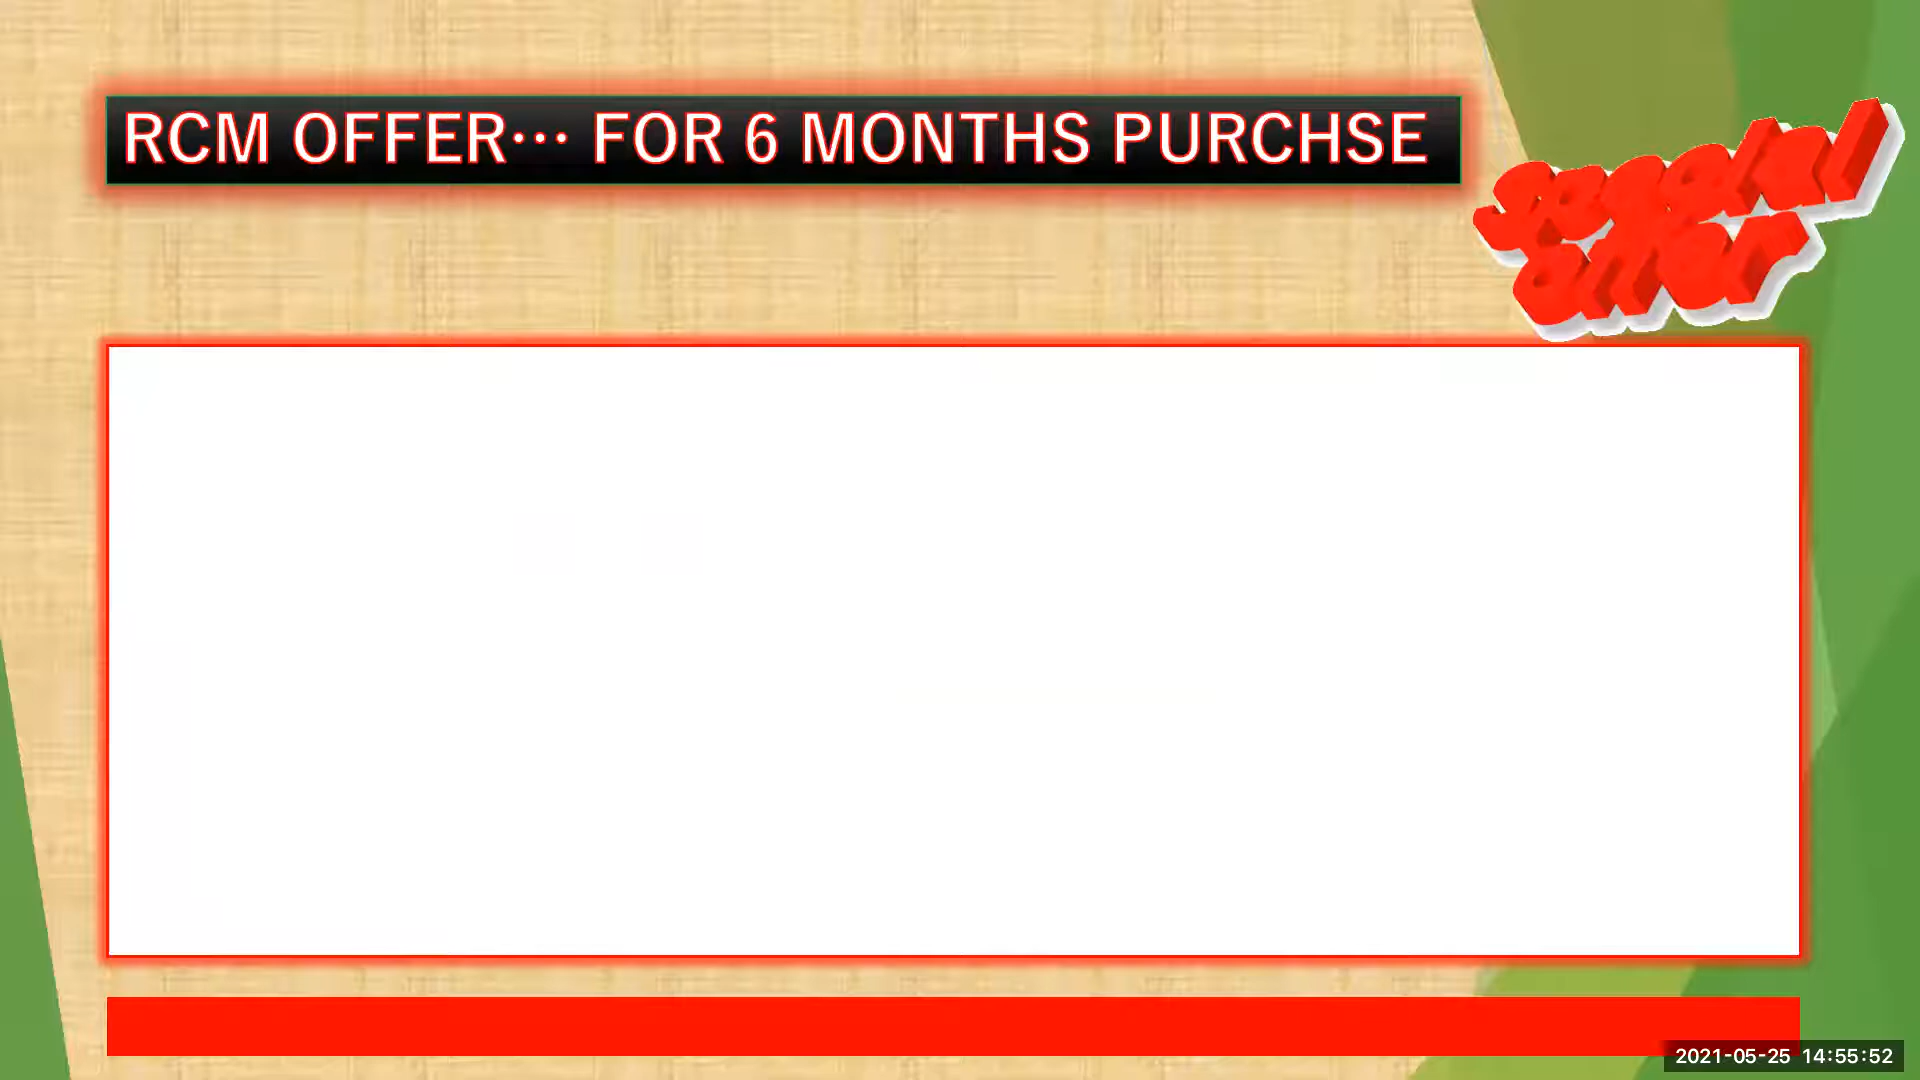 RCM OFFER… FOR 6 MONTHS PURCHSE
Special
offer
2021-05-25 14:55:52